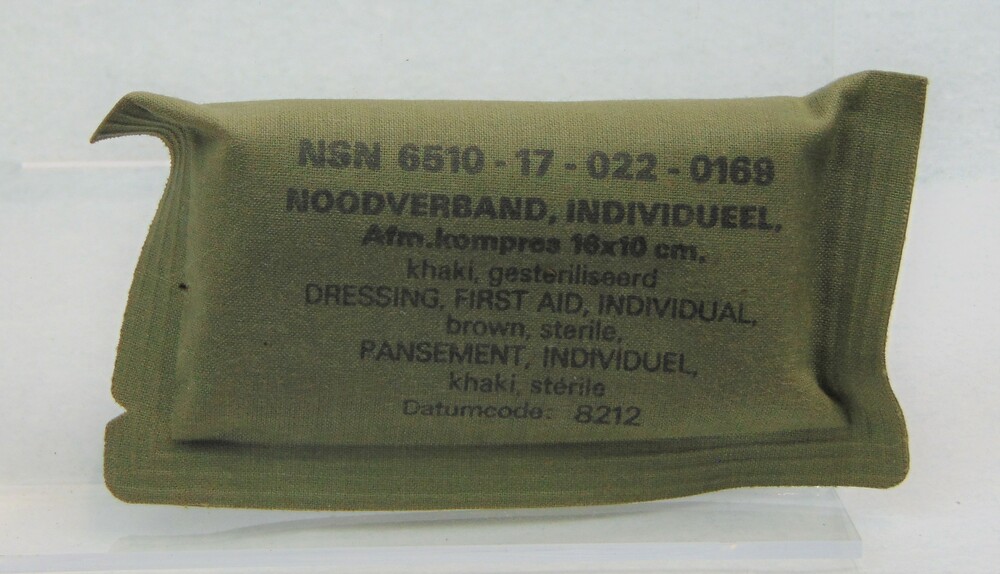 NSN 6510-17-022-0169
NOODVERBAND, INDIVIDUEEL,
Afm.kompres 16x10 cm.
khaki, gesteriliseerd
DRESSING, FIRST AID, INDIVIDUAL,
brown, sterile,
PANSEMENT, INDIVIDUEL,
khaki, stérile
Datumcode: 8212